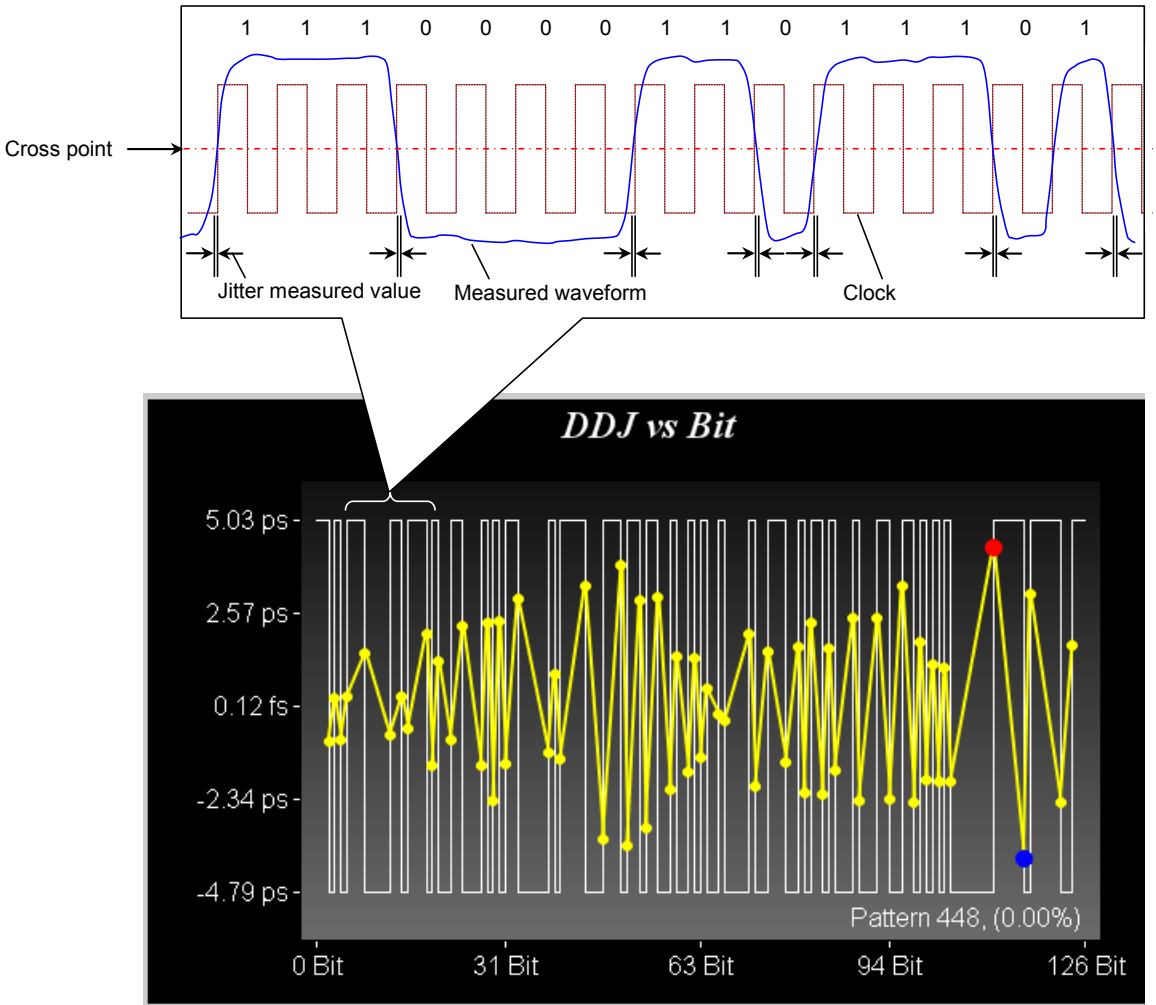 1 1 1 0 0 0 0 1 1 0 1 1 1 0 1
Cross point
Jitter measured value
Measured waveform
Clock
DDJ vs Bit
5.03 ps
2.57 ps
0.12 fs
-2.34 ps
-4.79 ps
Pattern 448, (0.00%)
0 Bit
31 Bit
63 Bit
94 Bit
126 Bit